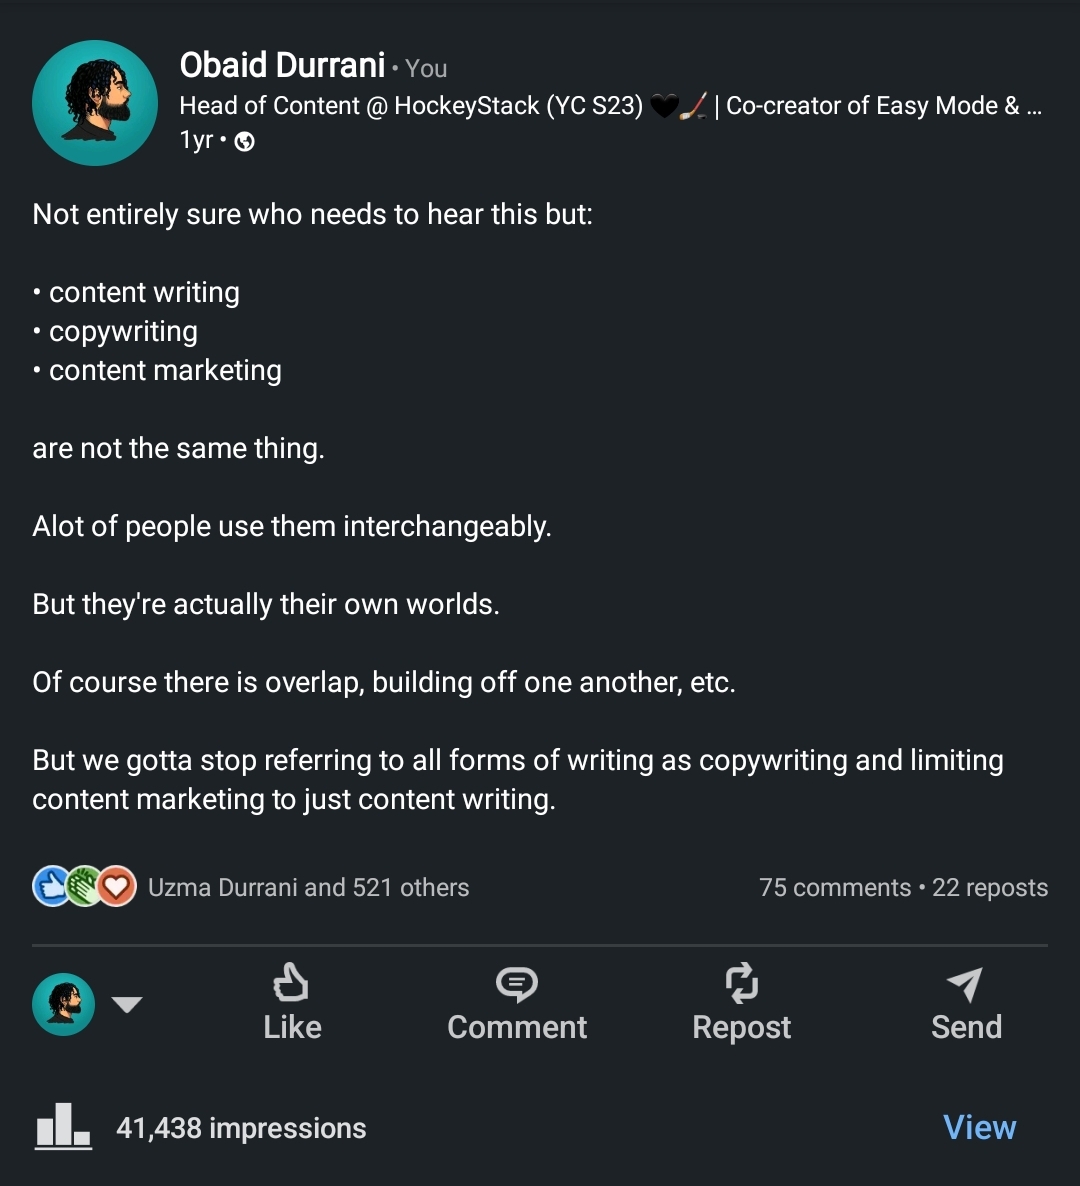 Obaid Durrani • You
Head of Content @ HockeyStack (YC S23) 🖤🏒 | Co-creator of Easy Mode & ...
1yr •
Not entirely sure who needs to hear this but:
• content writing
• copywriting
• content marketing
are not the same thing.
Alot of people use them interchangeably.
But they're actually their own worlds.
Of course there is overlap, building off one another, etc.
But we gotta stop referring to all forms of writing as copywriting and limiting
content marketing to just content writing.
Uzma Durrani and 521 others
75 comments • 22 reposts
Like
Comment
Repost
Send
41,438 impressions
View